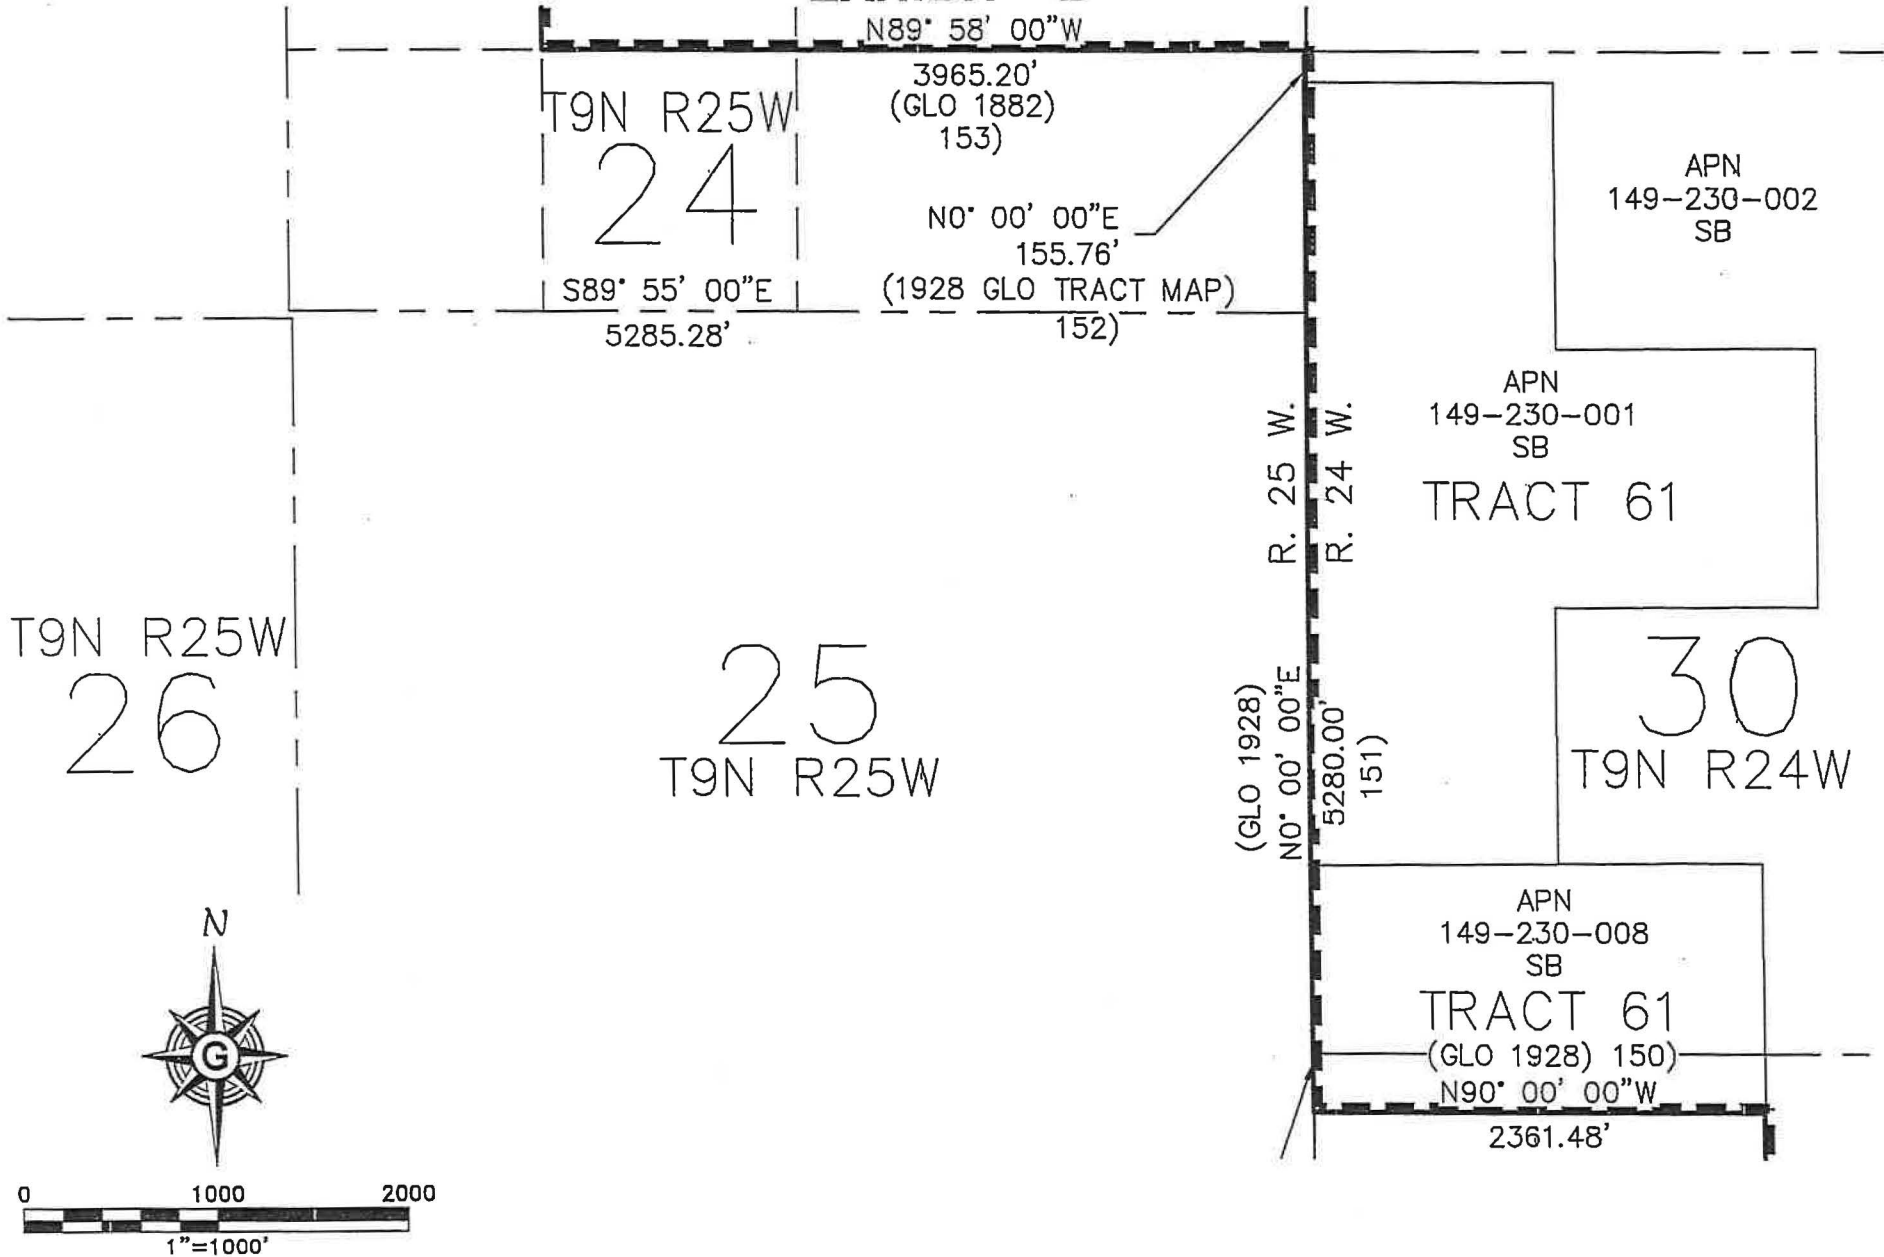 N89° 58' 00"W
3965.20'
(GLO 1882)
153)
T9N R25W
24
N0° 00' 00"E
155.76'
(1928 GLO TRACT MAP)
152)
S89° 55' 00"E
5285.28'
APN
149-230-002
SB
APN
149-230-001
SB
TRACT 61
R. 25 W.
R. 24 W.
T9N R25W
26
25
T9N R25W
(GLO 1928)
N0° 00' 00"E
5280.00'
151)
30
T9N R24W
APN
149-230-008
SB
TRACT 61
(GLO 1928) 150)
N90° 00' 00"W
2361.48'
N
G
0 1000 2000
1"=1000'